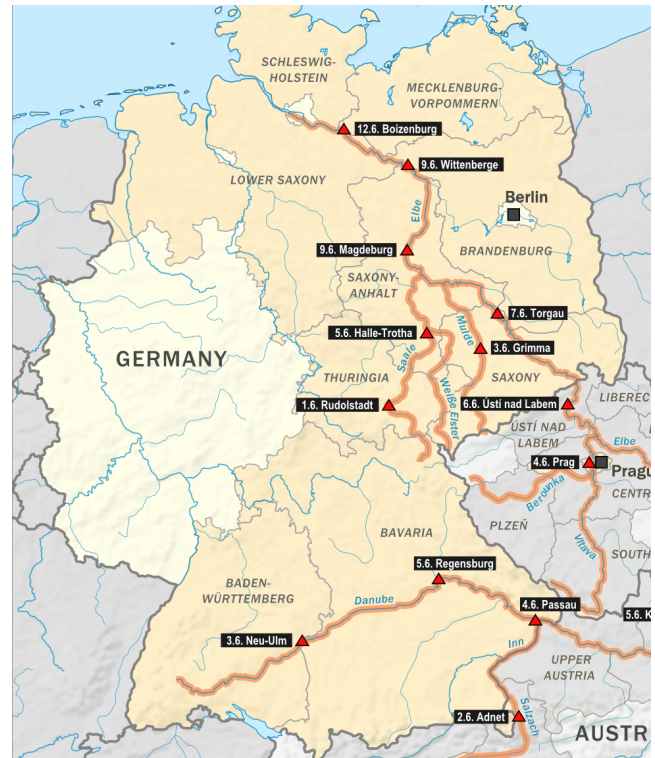 SCHLESWIG-
HOLSTEIN
MECKLENBURG-
VORPOMMERN
12.6. Boizenburg
9.6. Wittenberge
LOWER SAXONY
Berlin
Elbe
9.6. Magdeburg
BRANDENBURG
SAXONY-
ANHALT
7.6. Torgau
5.6. Halle-Trotha
Mulde
3.6. Grimma
GERMANY
Saale
THURINGIA
Weiße Elster
SAXONY
1.6. Rudolstadt
6.6. Ústí nad Labem
LIBEREC
ÚSTÍ NAD
LABEM
Elbe
4.6. Prag
Pragu
Berounka
CENTR
PLZEŇ
Vltava
SOUTH
BAVARIA
5.6. Regensburg
BADEN-
WÜRTTEMBERG
Danube
4.6. Passau
5.6. K
3.6. Neu-Ulm
Inn
UPPER
AUSTRIA
2.6. Adnet
Salzach
AUSTR